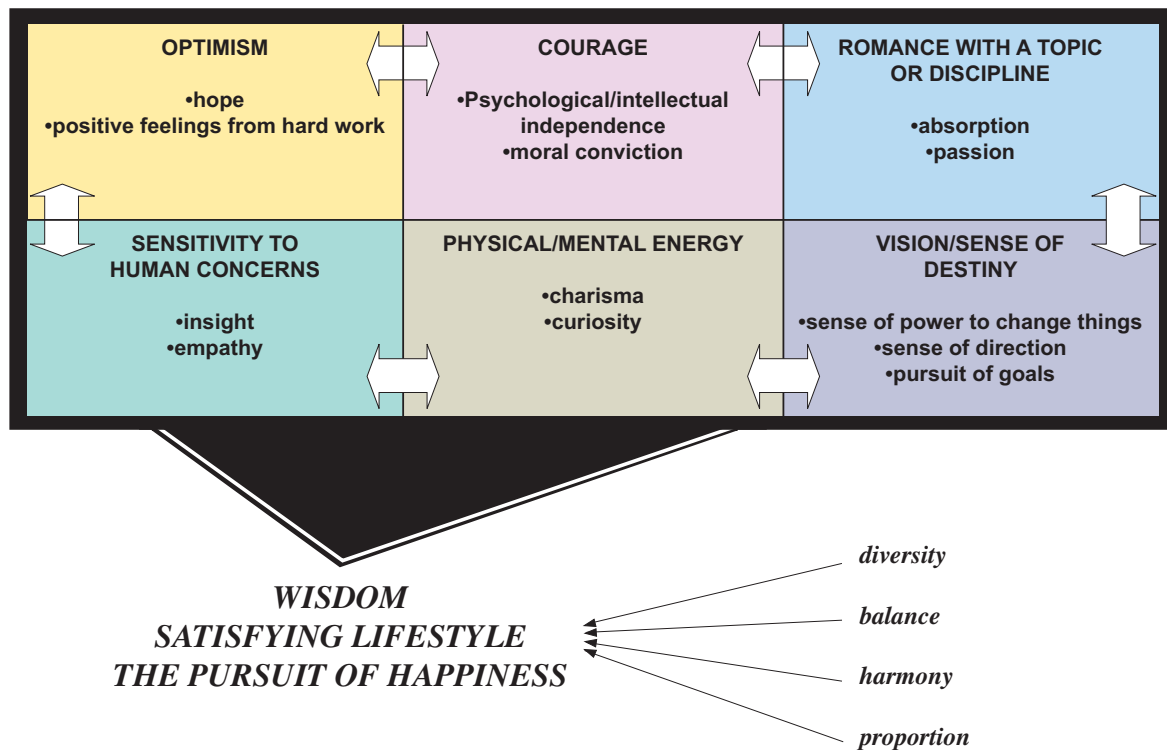 OPTIMISM
•hope
•positive feelings from hard work
COURAGE
•Psychological/intellectual
independence
•moral conviction
ROMANCE WITH A TOPIC
OR DISCIPLINE
•absorption
•passion
SENSITIVITY TO
HUMAN CONCERNS
•insight
•empathy
PHYSICAL/MENTAL ENERGY
•charisma
•curiosity
VISION/SENSE OF
DESTINY
•sense of power to change things
•sense of direction
•pursuit of goals
WISDOM
SATISFYING LIFESTYLE
THE PURSUIT OF HAPPINESS
diversity
balance
harmony
proportion